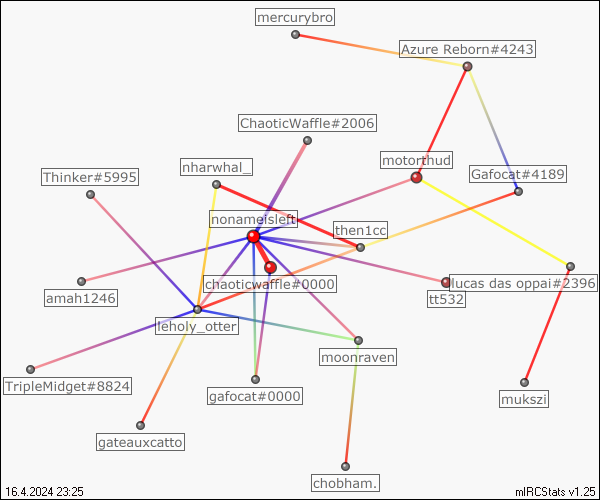 mercurybro
Azure Reborn#4243
ChaoticWaffle#2006
nharwhal_
motorthud
Thinker#5995
Gafocat#4189
nonameisleft
then1cc
chaoticwaffle#0000
lucas das oppai#2396
amah1246
tt532
leholy_otter
moonraven
TripleMidget#8824
gafocat#0000
mukszi
gateauxcatto
chobham.
16.4.2024 23:25
mIRCStats v1.25